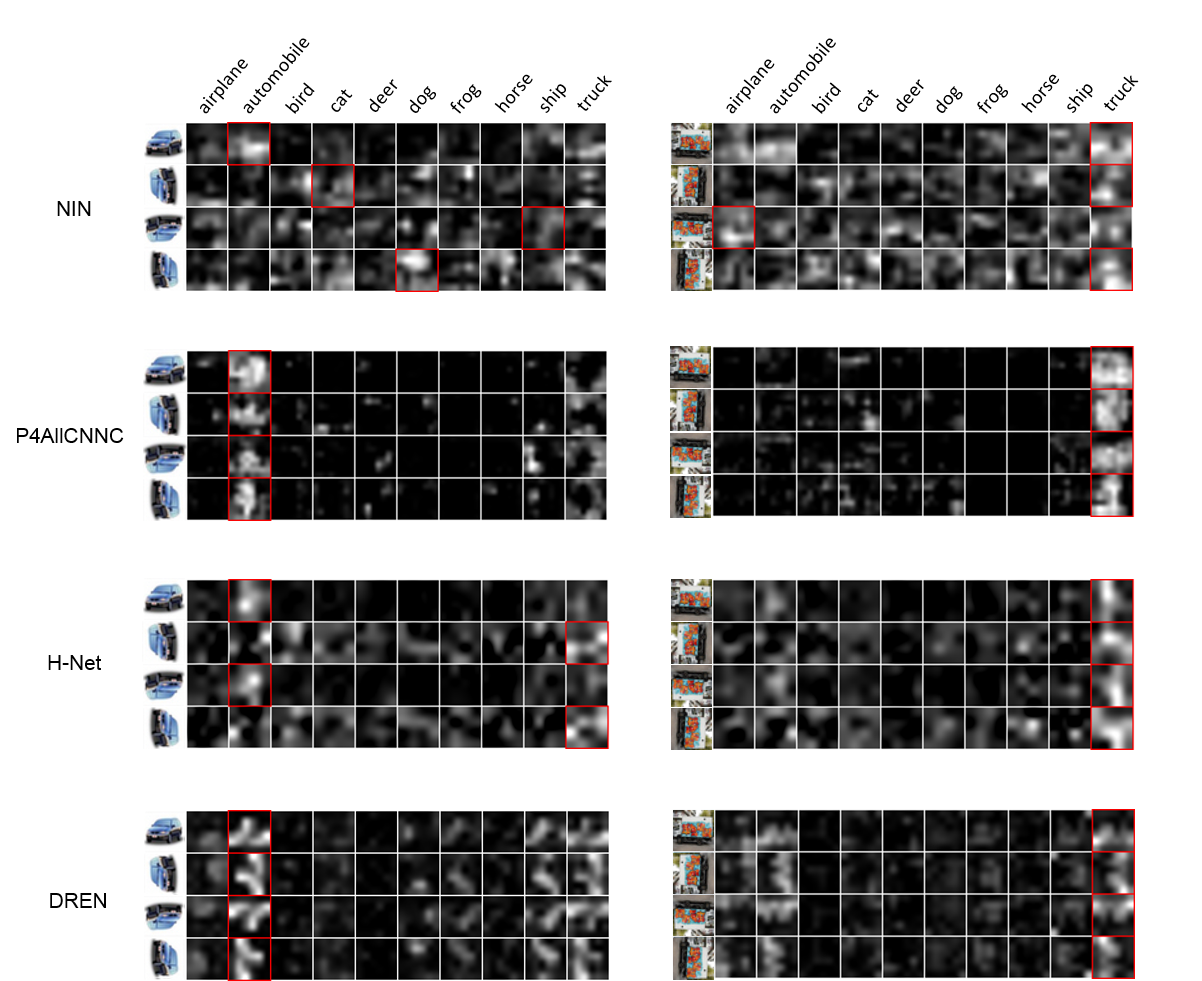 airplane automobile bird cat deer dog frog horse ship truck
airplane automobile bird cat deer dog frog horse ship truck
NIN
P4AllCNNC
H-Net
DREN